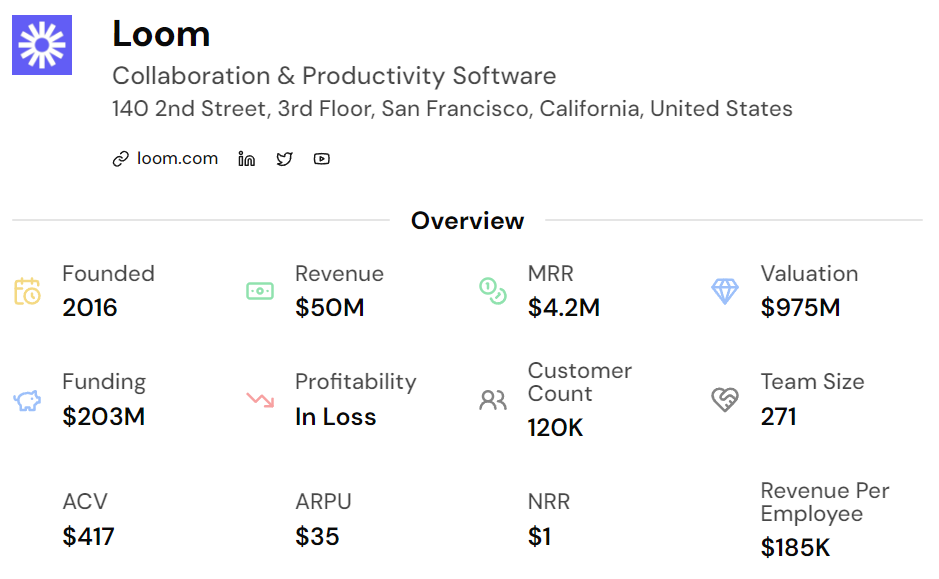 Loom
Collaboration & Productivity Software
140 2nd Street, 3rd Floor, San Francisco, California, United States
loom.com
Overview
Founded
2016
Revenue
$50M
MRR
$4.2M
Valuation
$975M
Funding
$203M
Profitability
In Loss
Customer
Count
120K
Team Size
271
ACV
$417
ARPU
$35
NRR
$1
Revenue Per
Employee
$185K